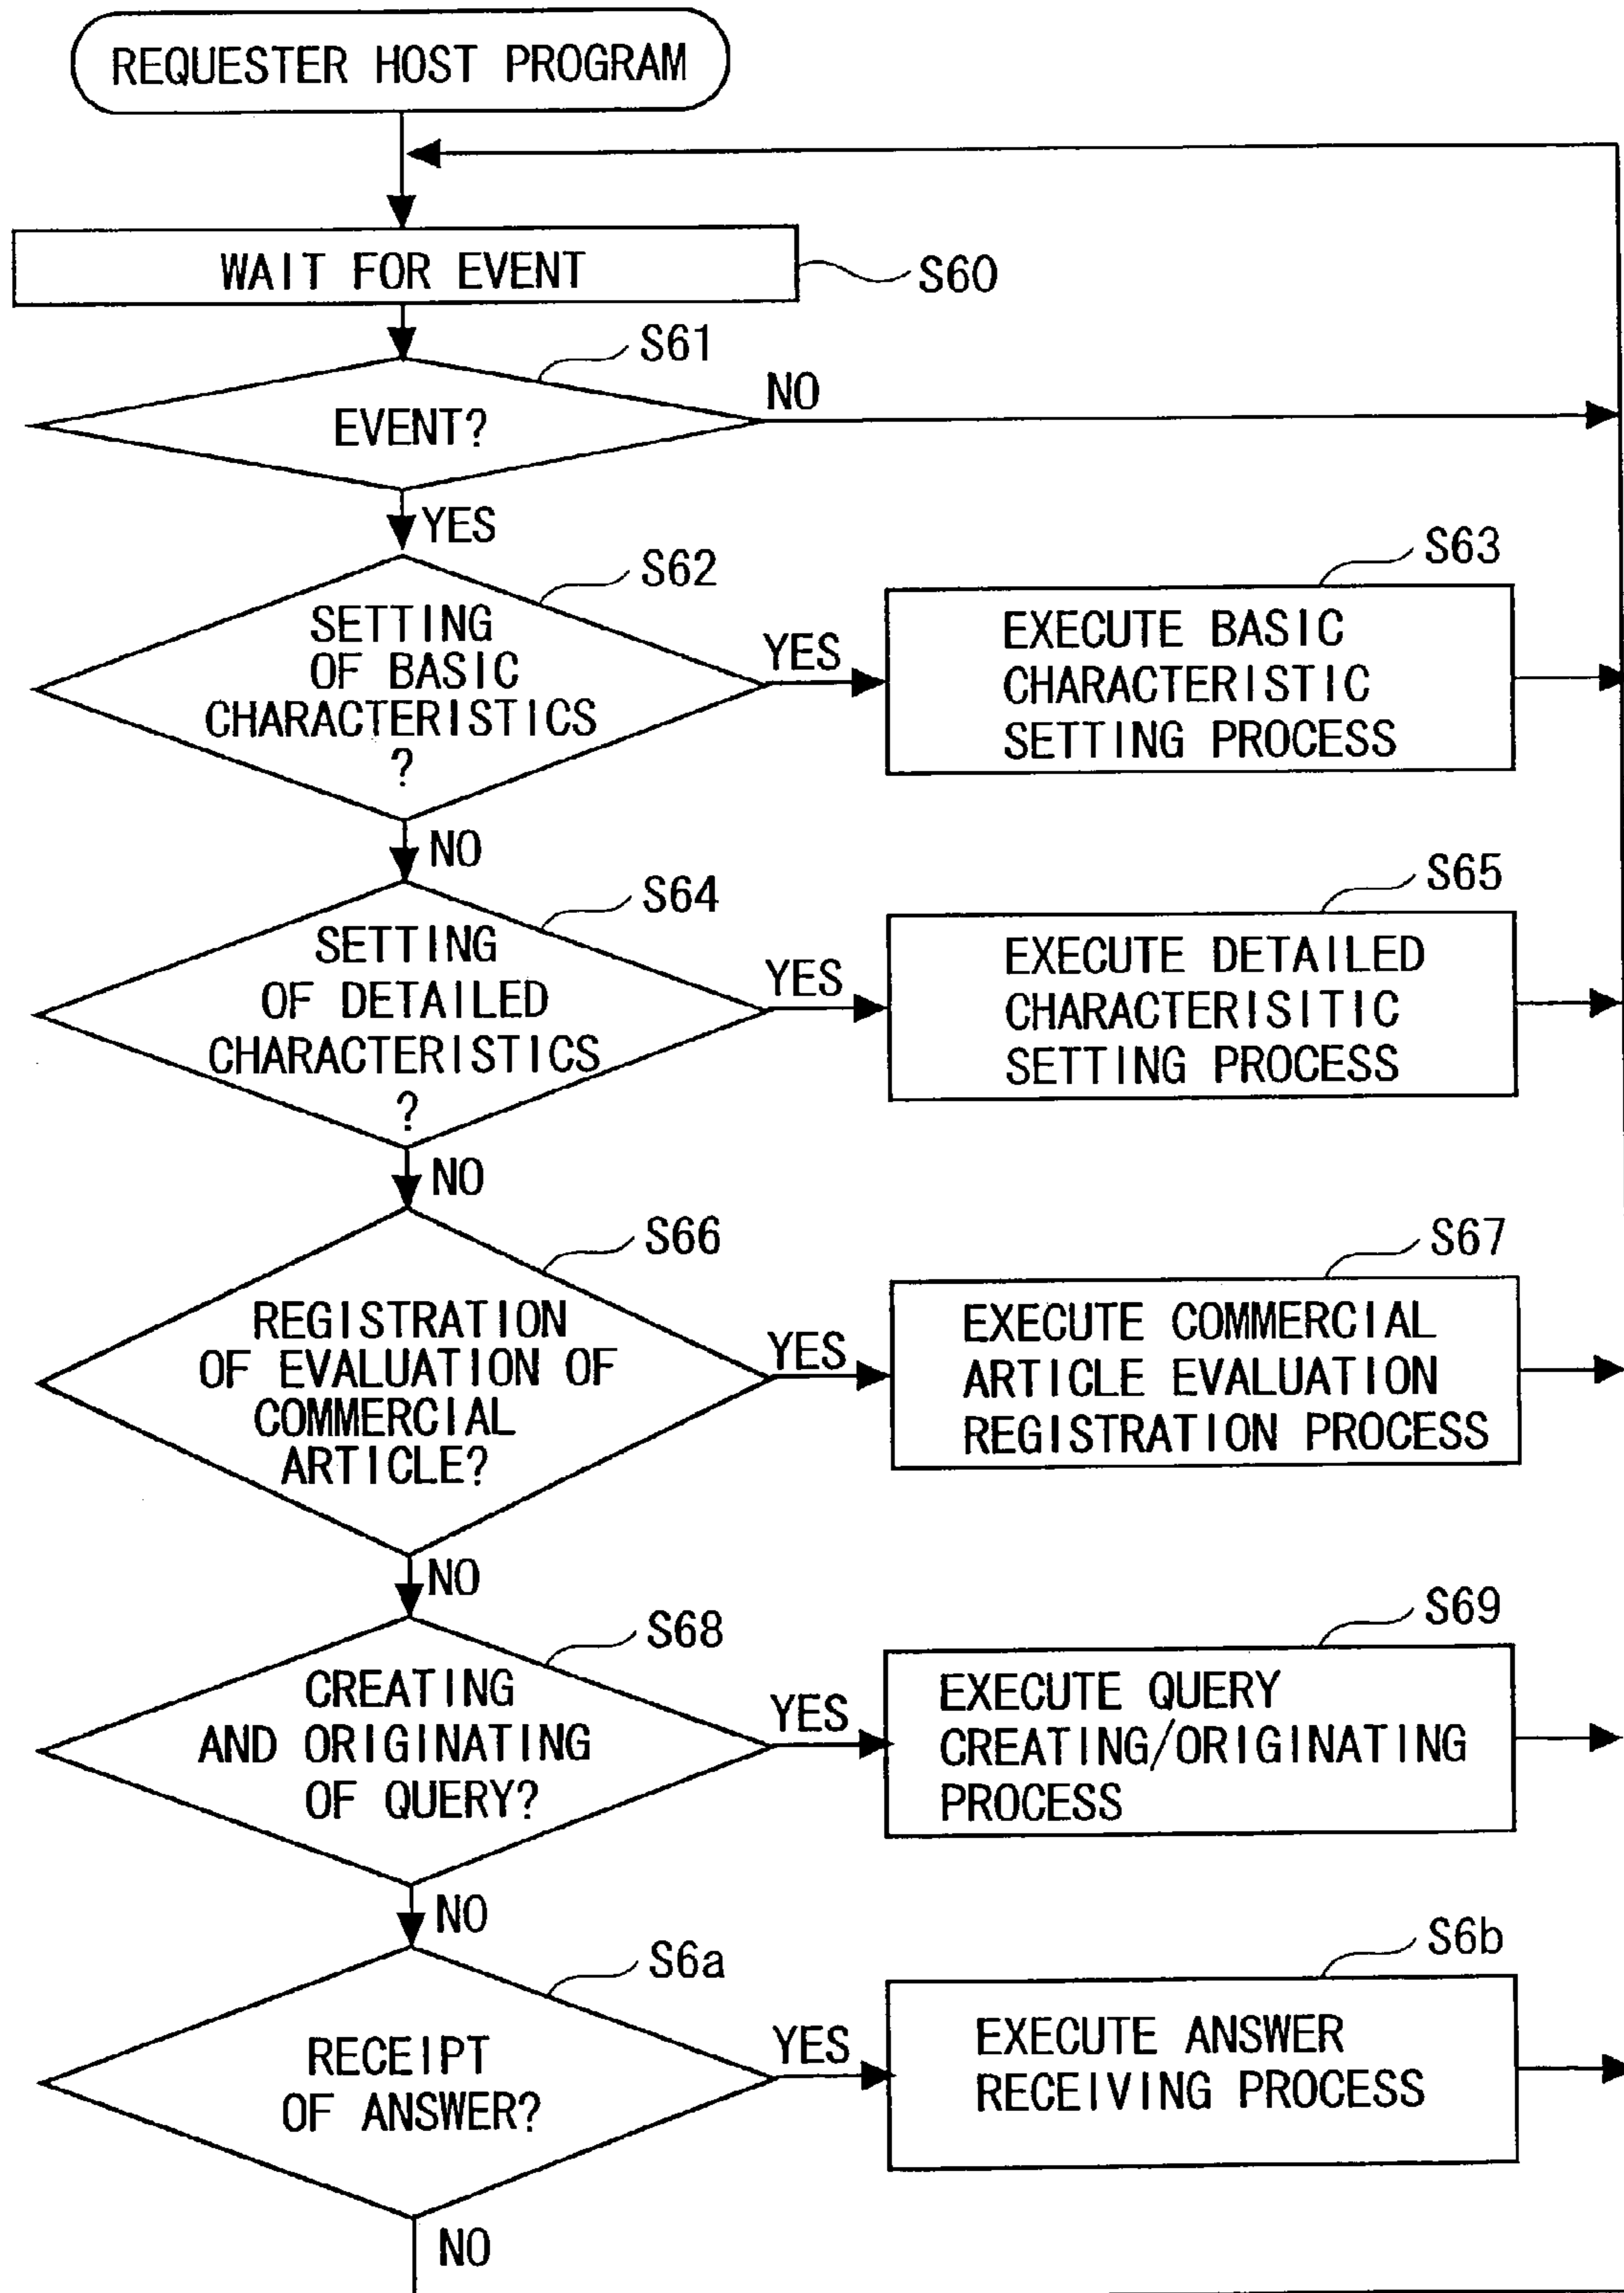 REQUESTER HOST PROGRAM
WAIT FOR EVENT
S60
S61
EVENT?
NO
YES
S62
SETTING
OF BASIC
CHARACTERISTICS
?
YES
S63
EXECUTE BASIC
CHARACTERISTIC
SETTING PROCESS
NO
S64
SETTING
OF DETAILED
CHARACTERISTICS
?
YES
S65
EXECUTE DETAILED
CHARACTERISITIC
SETTING PROCESS
NO
S66
REGISTRATION
OF EVALUATION OF
COMMERCIAL
ARTICLE?
YES
S67
EXECUTE COMMERCIAL
ARTICLE EVALUATION
REGISTRATION PROCESS
NO
S68
CREATING
AND ORIGINATING
OF QUERY?
YES
S69
EXECUTE QUERY
CREATING/ORIGINATING
PROCESS
NO
S6a
RECEIPT
OF ANSWER?
YES
S6b
EXECUTE ANSWER
RECEIVING PROCESS
NO